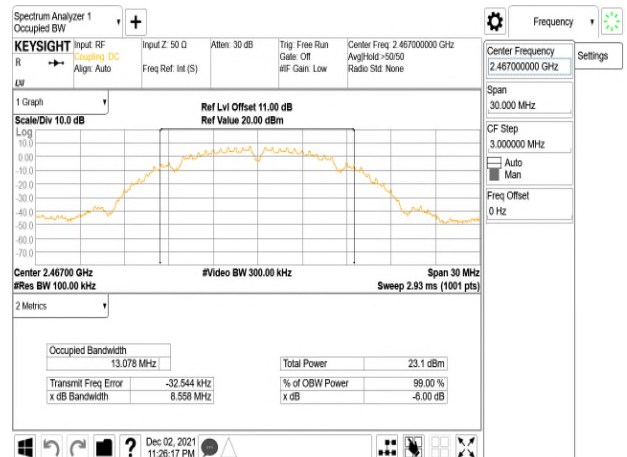 Spectrum Analyzer 1
Occupied BW
Frequency
KEYSIGHT
Input: RF
Coupling: DC
Align: Auto
Input Z: 50 Ω
Freq Ref: Int (S)
Atten: 30 dB
Trig: Free Run
Gate: Off
#IF Gain: Low
Center Freq: 2.467000000 GHz
Avg|Hold:>50/50
Radio Std: None
R
LXI
Center Frequency
2.467000000 GHz
Settings
Span
30.000 MHz
CF Step
3.000000 MHz
Auto
Man
Freq Offset
0 Hz
1 Graph
Scale/Div 10.0 dB
Ref Lvl Offset 11.00 dB
Ref Value 20.00 dBm
Log
10.0
0.00
-10.0
-20.0
-30.0
-40.0
-50.0
-60.0
-70.0
Center 2.46700 GHz
#Video BW 300.00 kHz
Span 30 MHz
#Res BW 100.00 kHz
Sweep 2.93 ms (1001 pts)
2 Metrics
Occupied Bandwidth
13.078 MHz
Total Power 23.1 dBm
Transmit Freq Error -32.544 kHz
% of OBW Power 99.00 %
x dB Bandwidth 8.558 MHz
x dB -6.00 dB
?
Dec 02, 2021
11:26:17 PM